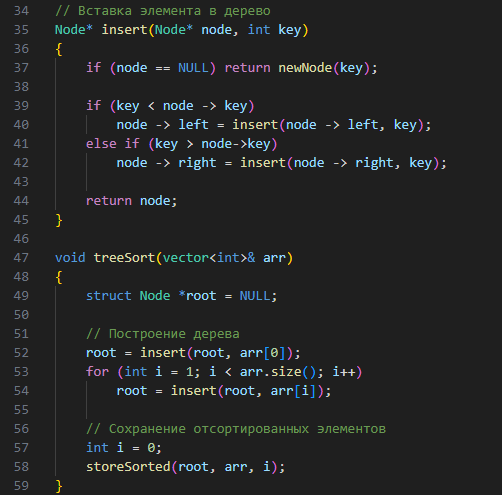 34 // Вставка элемента в дерево
35 Node* insert(Node* node, int key)
36 {
37     if (node == NULL) return newNode(key);
38
39     if (key < node -> key)
40         node -> left = insert(node -> left, key);
41     else if (key > node->key)
42         node -> right = insert(node -> right, key);
43
44     return node;
45 }
46
47 void treeSort(vector<int>& arr)
48 {
49     struct Node *root = NULL;
50
51     // Построение дерева
52     root = insert(root, arr[0]);
53     for (int i = 1; i < arr.size(); i++)
54         root = insert(root, arr[i]);
55
56     // Сохранение отсортированных элементов
57     int i = 0;
58     storeSorted(root, arr, i);
59 }